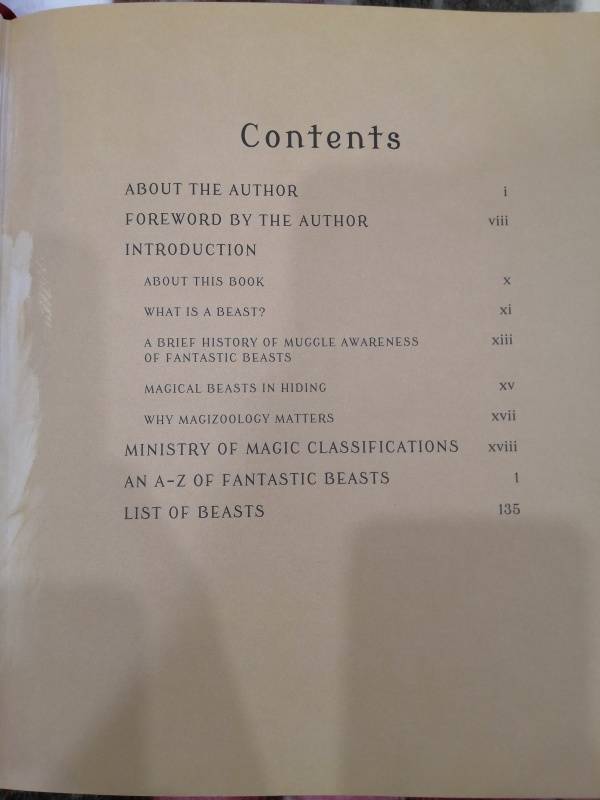 Contents
ABOUT THE AUTHOR i
FOREWORD BY THE AUTHOR viii
INTRODUCTION
ABOUT THIS BOOK x
WHAT IS A BEAST? xi
A BRIEF HISTORY OF MUGGLE AWARENESS xiii
OF FANTASTIC BEASTS
MAGICAL BEASTS IN HIDING xv
WHY MAGIZOOLOGY MATTERS xvii
MINISTRY OF MAGIC CLASSIFICATIONS xviii
AN A-Z OF FANTASTIC BEASTS 1
LIST OF BEASTS 135